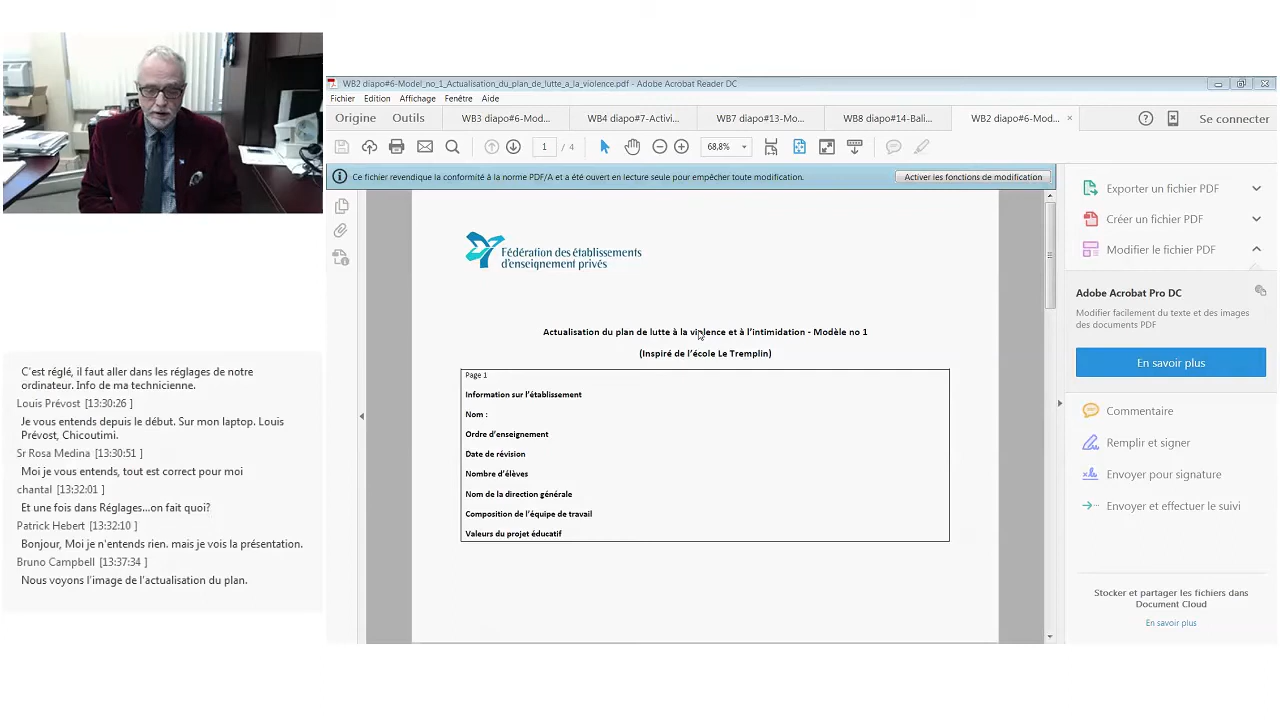 WB2 diapo#6-Model_no_1_Actualisation_du_plan_de_lutte_a_la_violence.pdf - Adobe Acrobat Reader DC
Fichier Edition Affichage Fenêtre Aide
Origine Outils WB3 diapo#6-Mod... WB4 diapo#7-Activi... WB7 diapo#13-Mo... WB8 diapo#14-Bali... WB2 diapo#6-Mod... × Se connecter
1 / 4 68,8%
Ce fichier revendique la conformité à la norme PDF/A et a été ouvert en lecture seule pour empêcher toute modification. Activer les fonctions de modification
Fédération des établissements
d'enseignement privés
Actualisation du plan de lutte à la violence et à l'intimidation - Modèle no 1
(Inspiré de l'école Le Tremplin)
Page 1
Information sur l'établissement
Nom :
Ordre d'enseignement
Date de révision
Nombre d'élèves
Nom de la direction générale
Composition de l'équipe de travail
Valeurs du projet éducatif
Exporter un fichier PDF
Créer un fichier PDF
Modifier le fichier PDF
Adobe Acrobat Pro DC
Modifier facilement du texte et des images
des documents PDF
En savoir plus
Commentaire
Remplir et signer
Envoyer pour signature
Envoyer et effectuer le suivi
Stocker et partager les fichiers dans
Document Cloud
En savoir plus
C'est réglé, il faut aller dans les réglages de notre
ordinateur. Info de ma technicienne.
Louis Prévost [13:30:26 ]
Je vous entends depuis le début. Sur mon laptop. Louis
Prévost, Chicoutimi.
Sr Rosa Medina [13:30:51 ]
Moi je vous entends, tout est correct pour moi
chantal [13:32:01 ]
Et une fois dans Réglages...on fait quoi?
Patrick Hebert [13:32:10 ]
Bonjour, Moi je n'entends rien. mais je vois la présentation.
Bruno Campbell [13:37:34 ]
Nous voyons l'image de l'actualisation du plan.